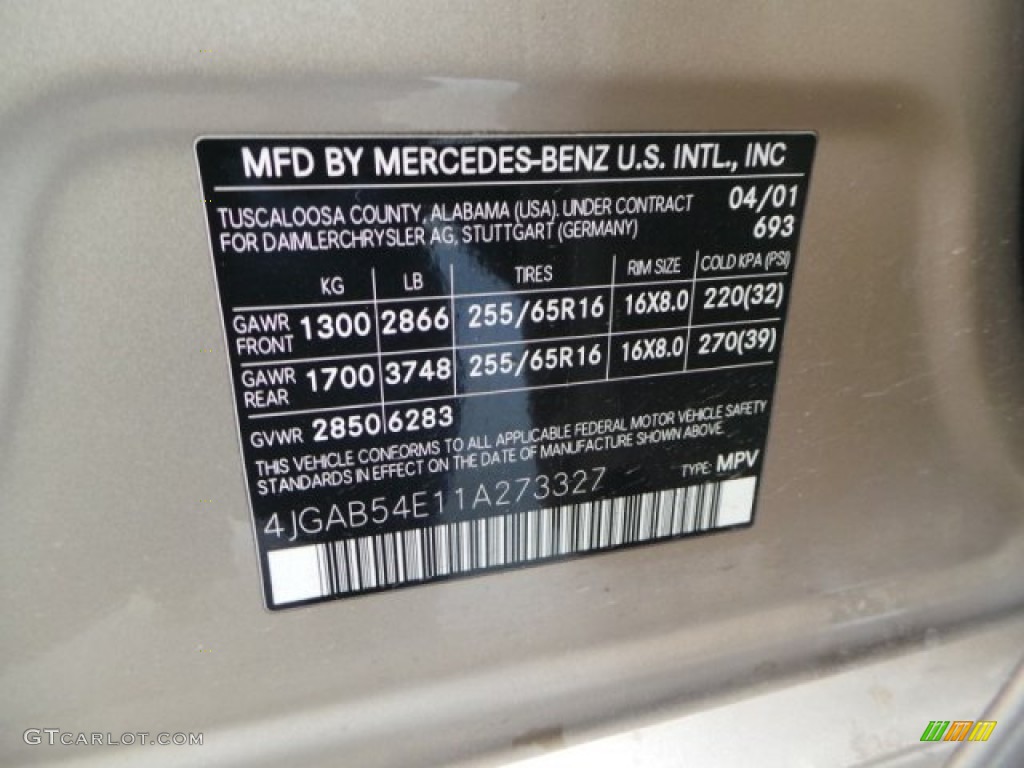 MFD BY MERCEDES-BENZ U.S. INTL., INC
TUSCALOOSA COUNTY, ALABAMA (USA). UNDER CONTRACT 04/01
FOR DAIMLERCHRYSLER AG, STUTTGART (GERMANY) 693
KG LB TIRES RIM SIZE COLD KPA (PSI)
GAWR FRONT 1300 2866 255/65R16 16X8.0 220(32)
GAWR REAR 1700 3748 255/65R16 16X8.0 270(39)
GVWR 2850 6283
THIS VEHICLE CONFORMS TO ALL APPLICABLE FEDERAL MOTOR VEHICLE SAFETY
STANDARDS IN EFFECT ON THE DATE OF MANUFACTURE SHOWN ABOVE.
4JGAB54E11A273327 TYPE: MPV
GTCARLOT.COM